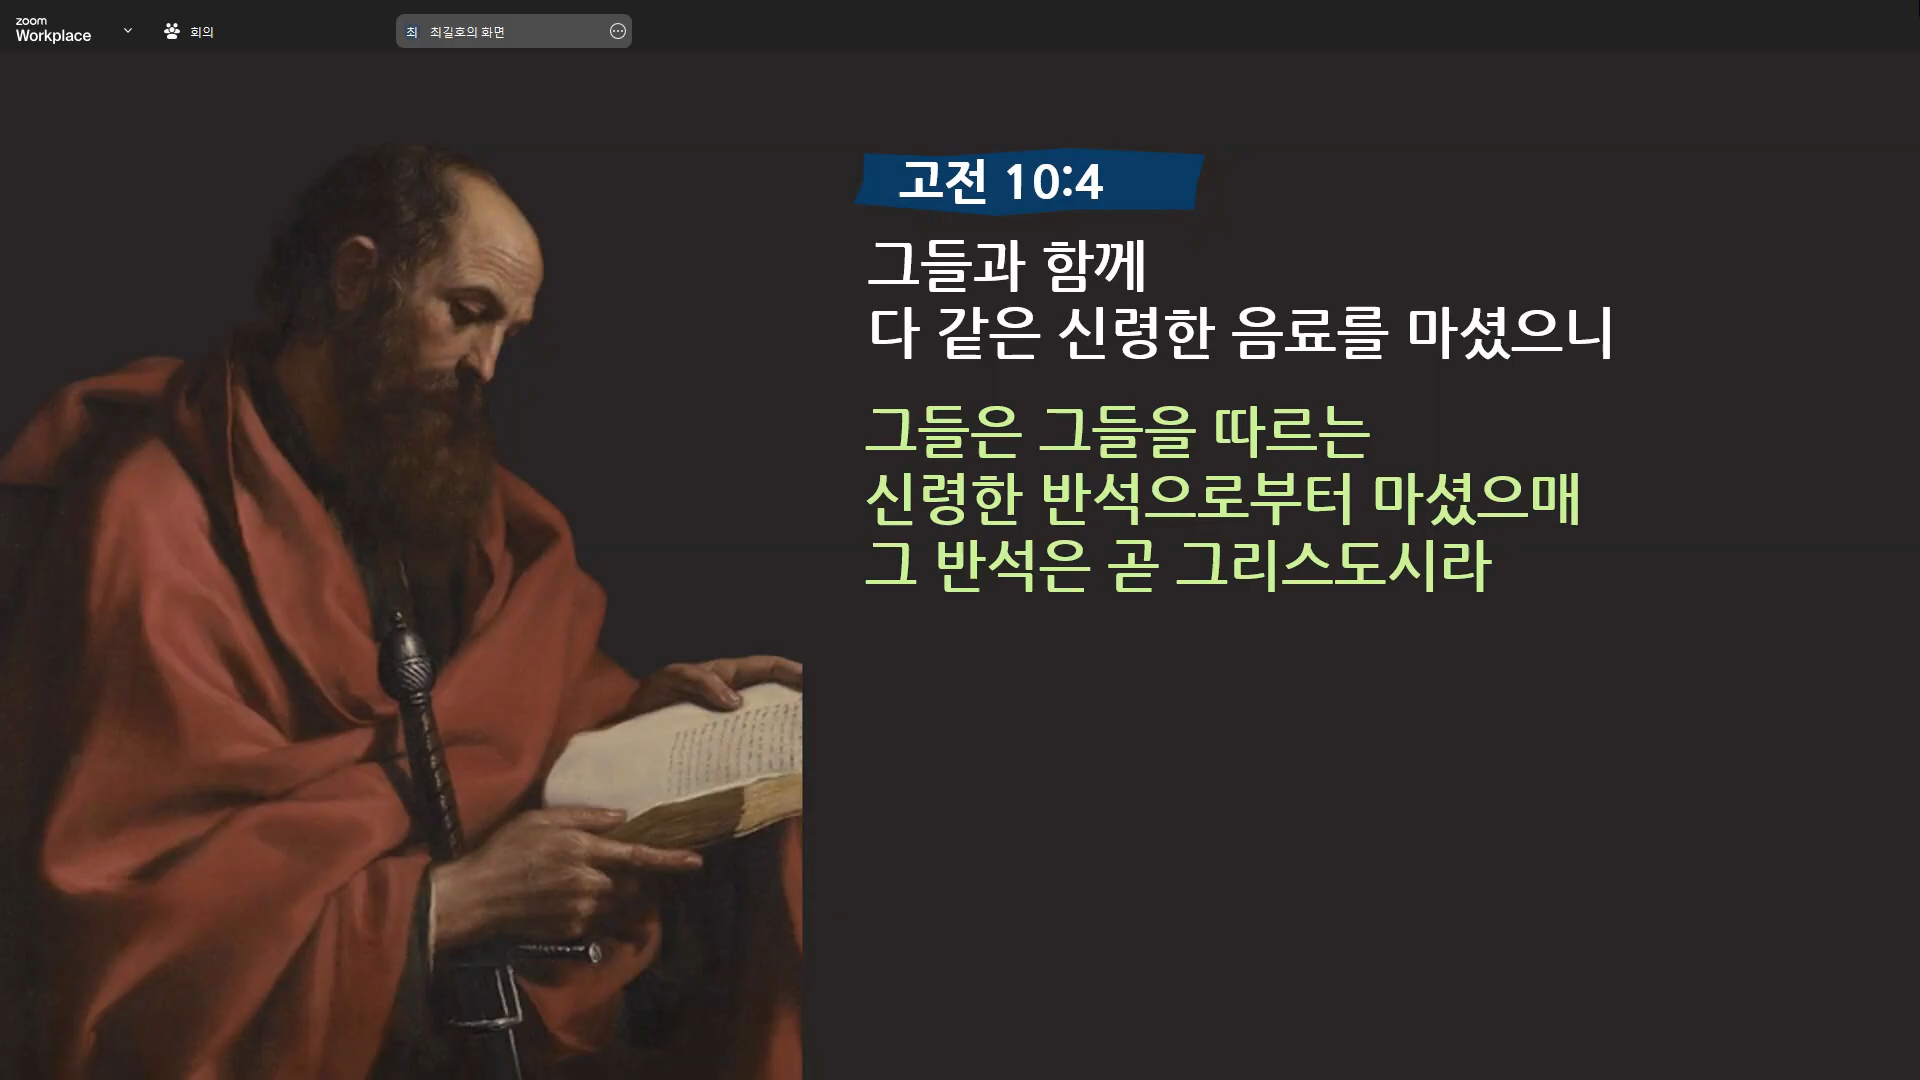 zoom
Workplace
회의
최 최길호의 화면
고전 10:4
그들과 함께
다 같은 신령한 음료를 마셨으니
그들은 그들을 따르는
신령한 반석으로부터 마셨으매
그 반석은 곧 그리스도시라